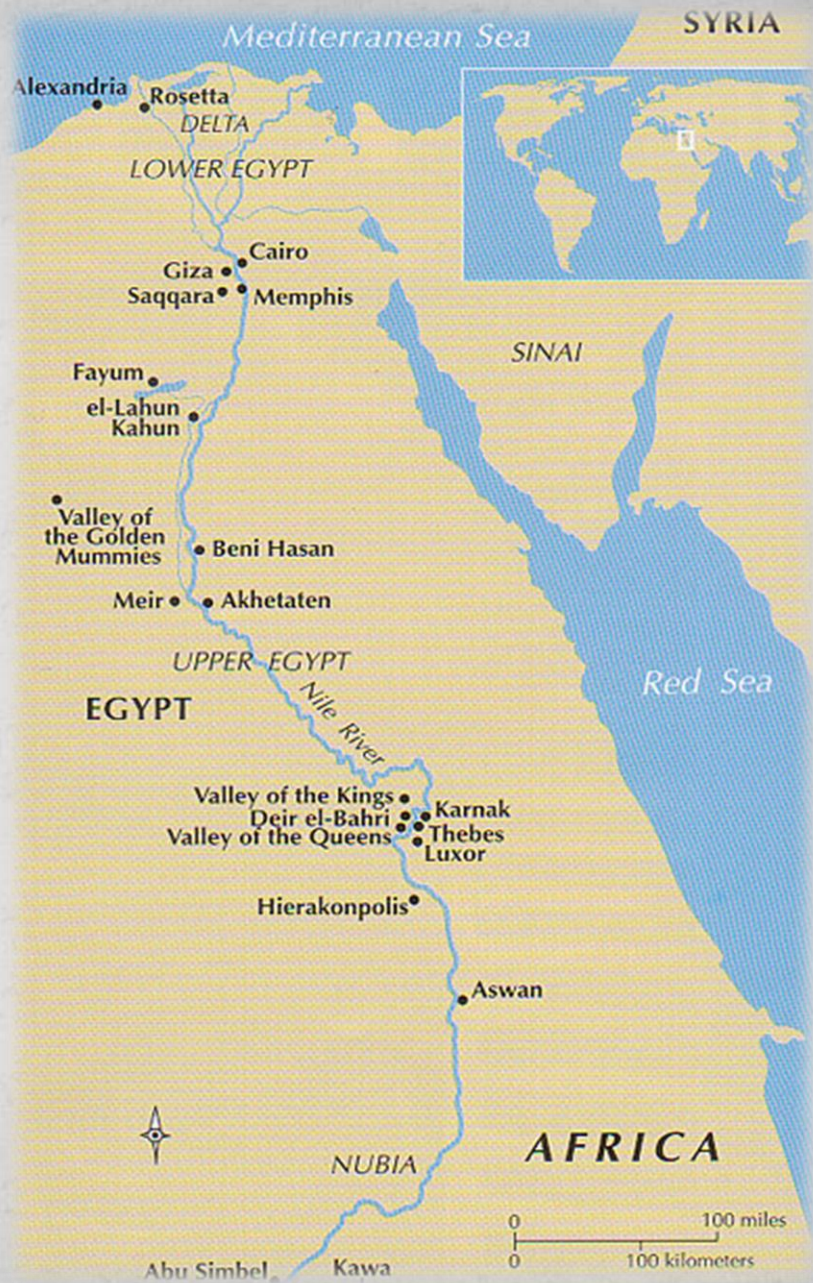 Mediterranean Sea
SYRIA
Alexandria
Rosetta
DELTA
LOWER EGYPT
Cairo
Giza
Saqqara
Memphis
SINAI
Fayum
el-Lahun
Kahun
Valley of
the Golden
Mummies
Beni Hasan
Meir
Akhetaten
UPPER EGYPT
EGYPT
Nile River
Red Sea
Valley of the Kings
Karnak
Deir el-Bahri
Thebes
Valley of the Queens
Luxor
Hierakonpolis
Aswan
AFRICA
NUBIA
0
100 miles
0
100 kilometers
Abu Simbel
Kawa